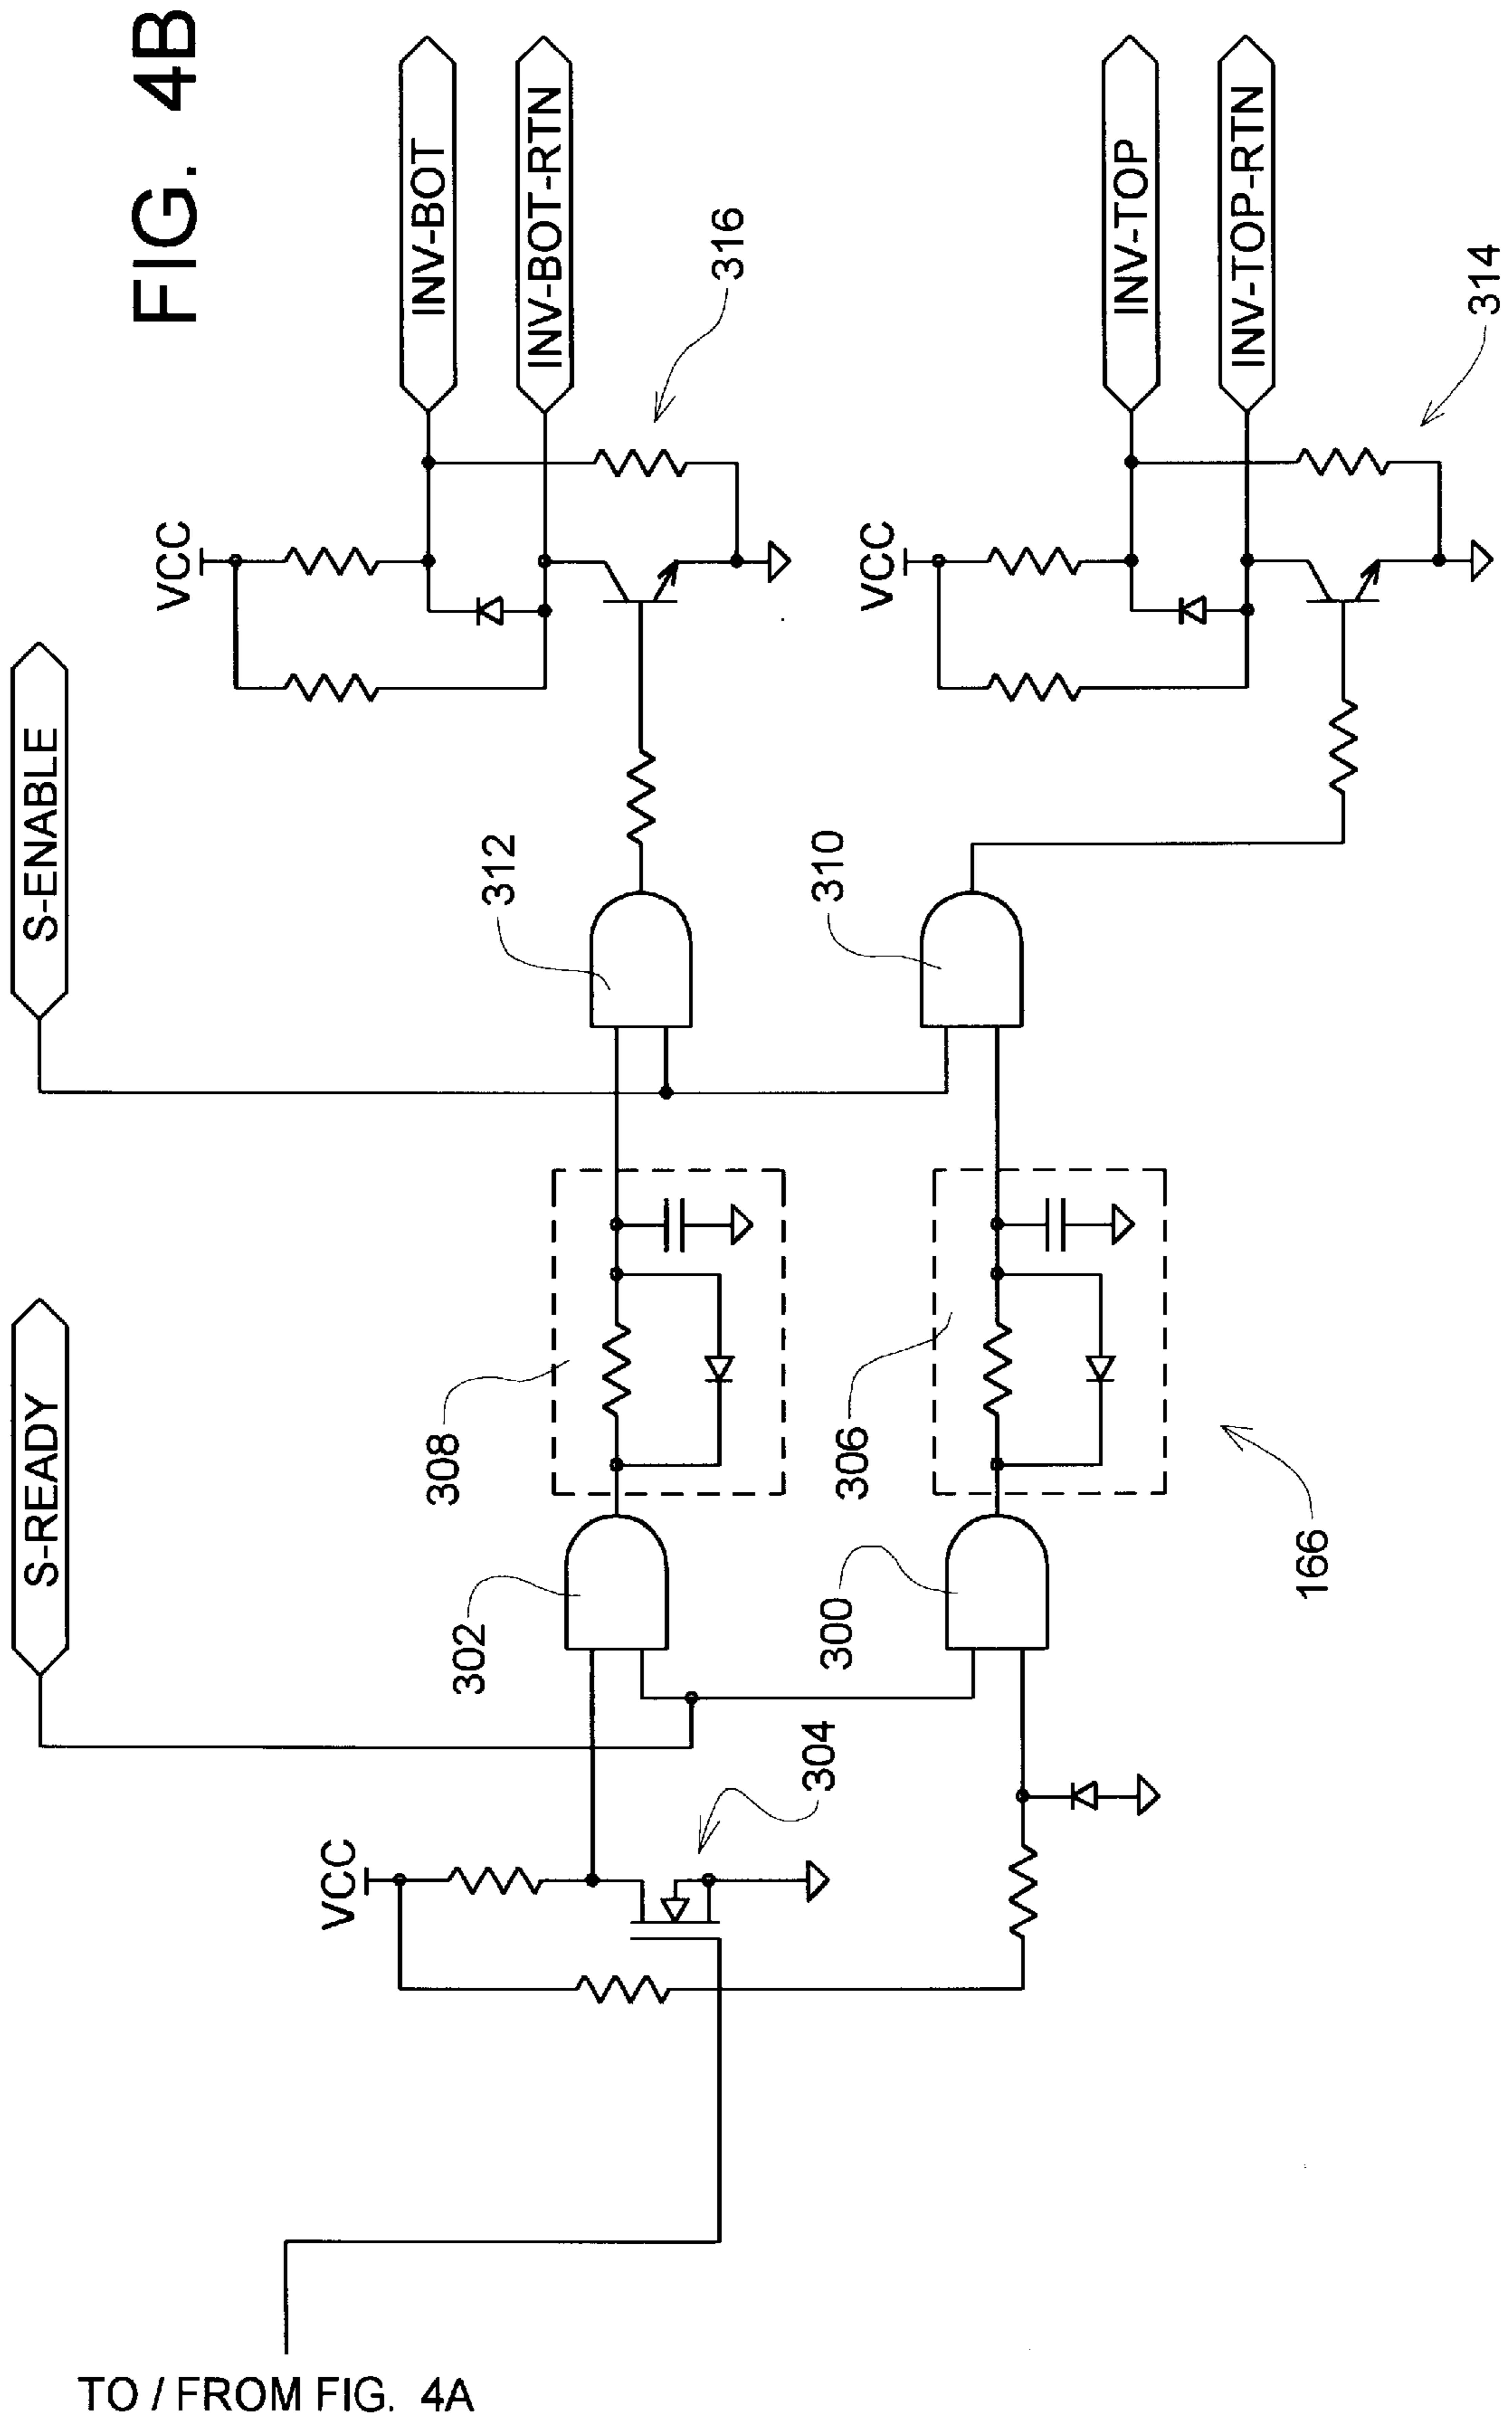 FIG. 4B
S-READY
S-ENABLE
INV-BOT
INV-BOT-RTN
VCC
316
312
308
302
VCC
304
INV-TOP
INV-TOP-RTN
VCC
314
310
306
300
166
TO / FROM FIG. 4A